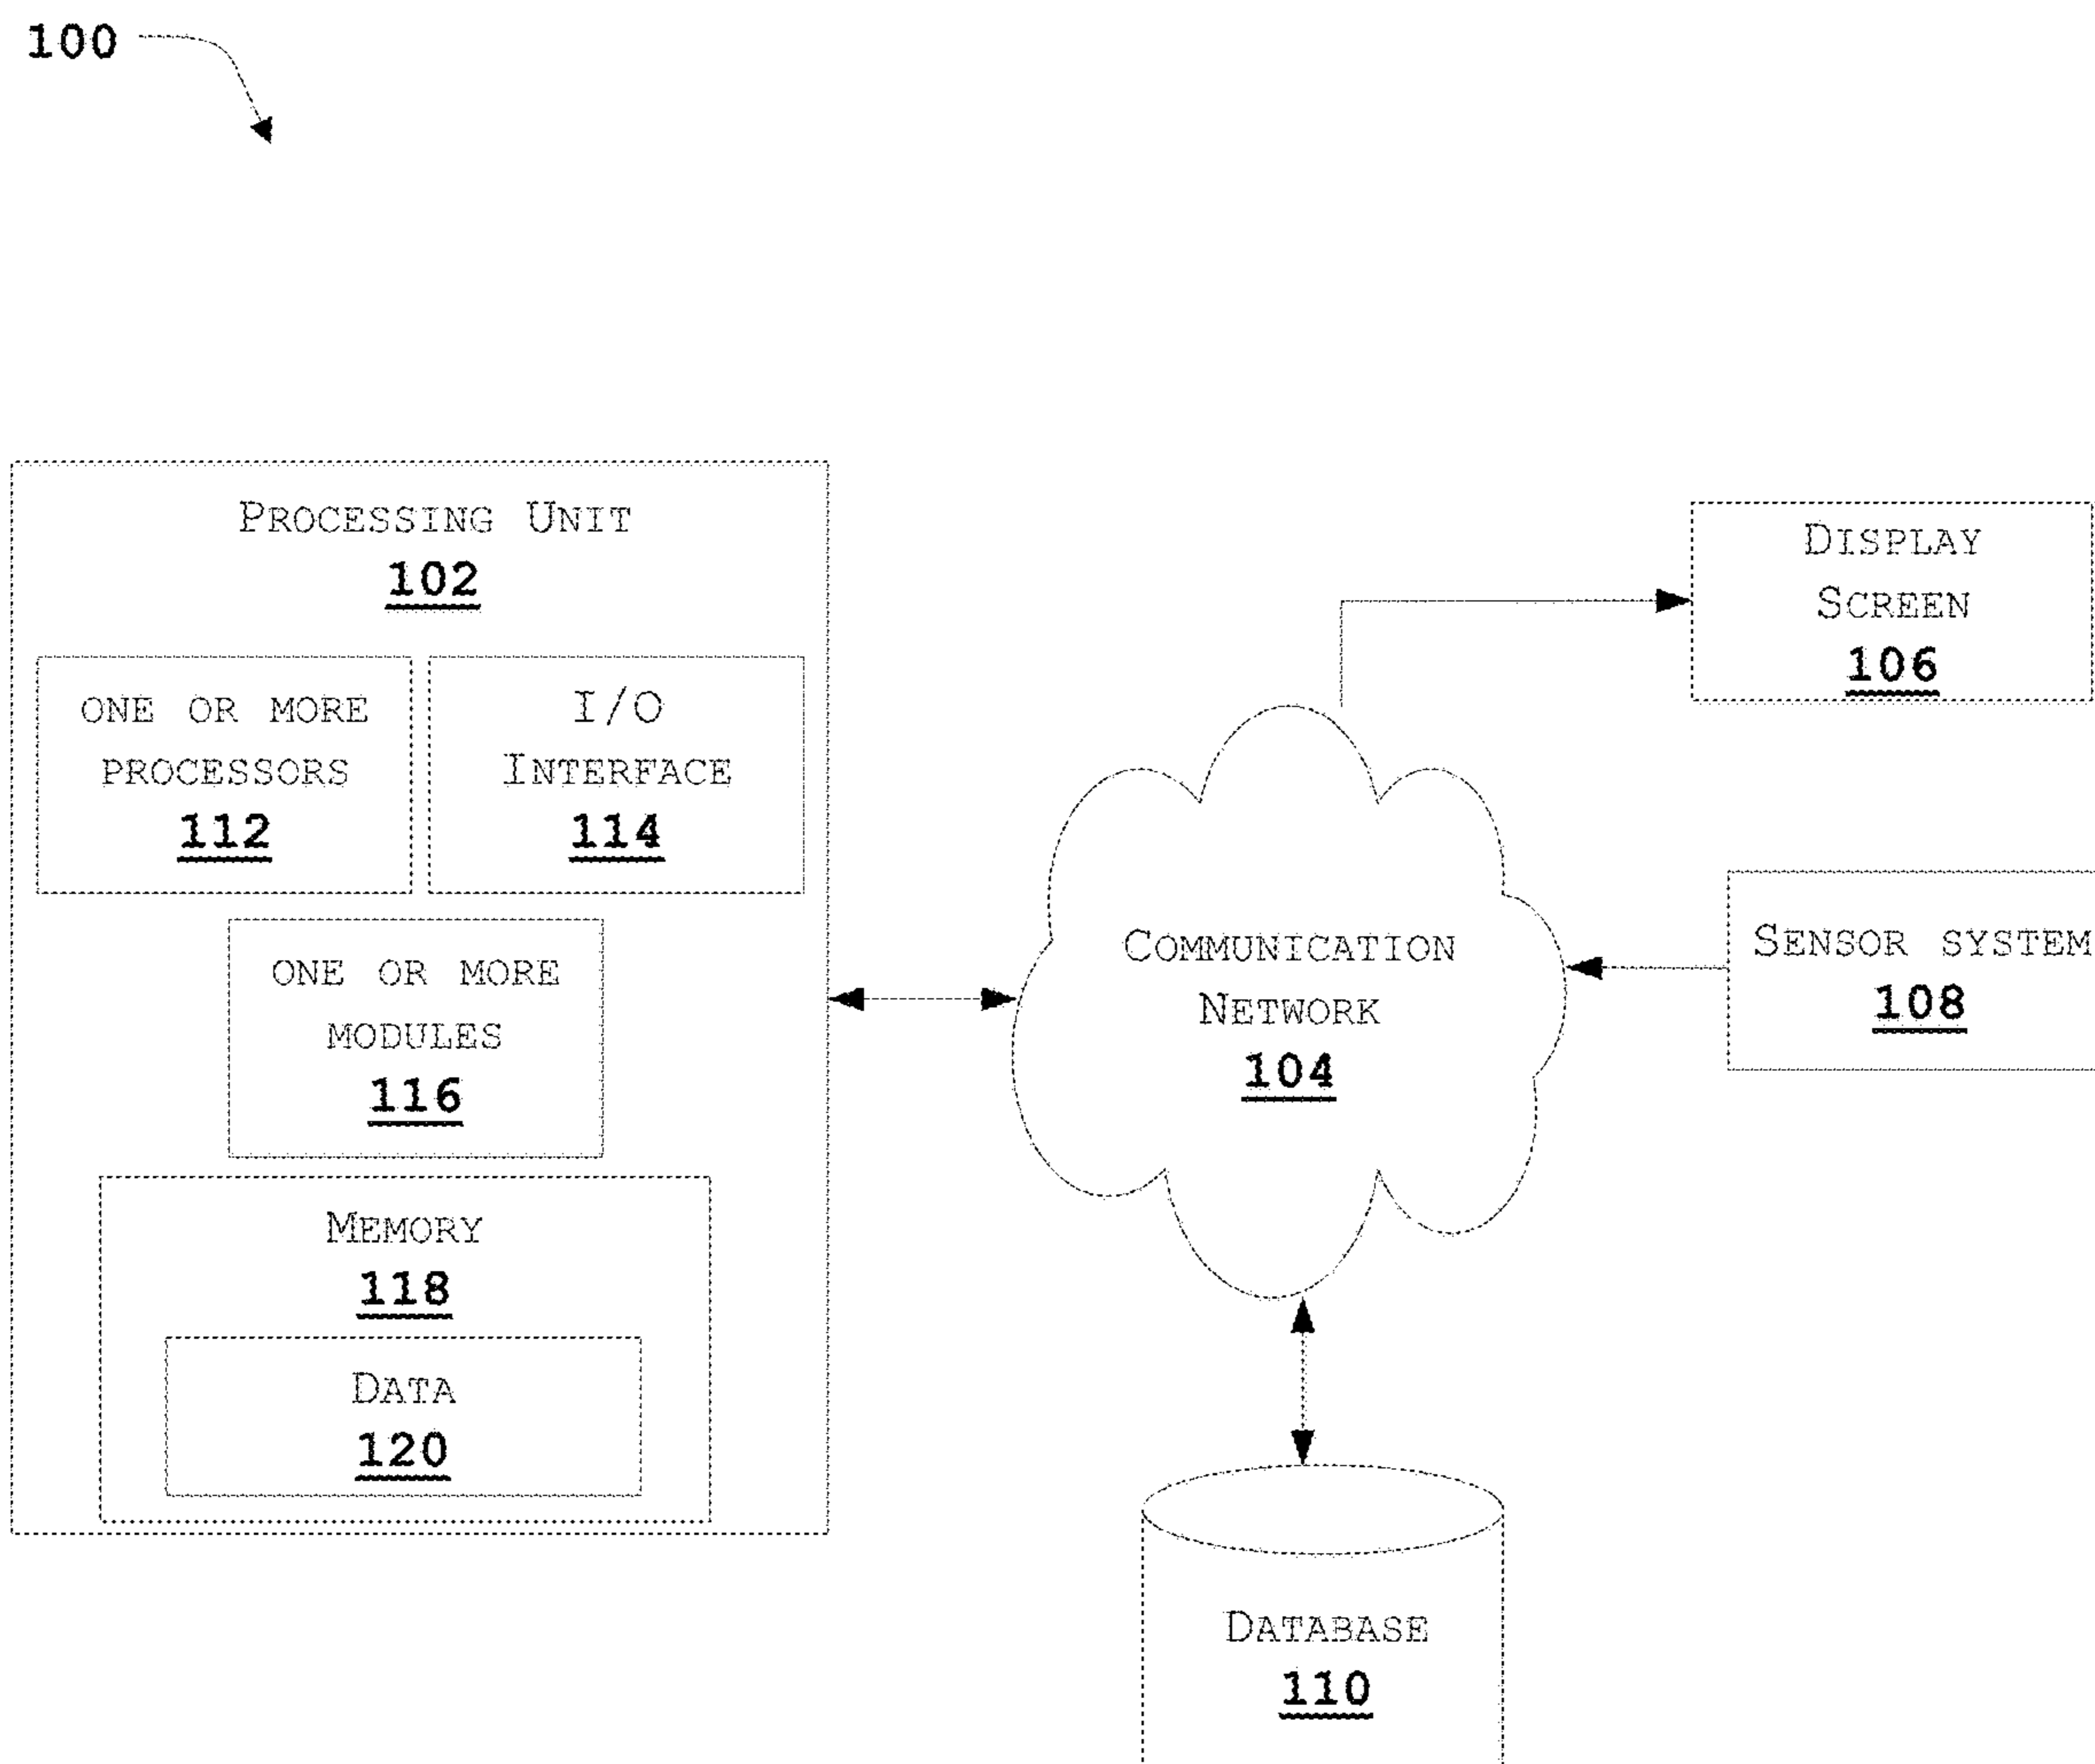 100
Processing Unit
102
one or more
processors
112
I/O
Interface
114
one or more
modules
116
Memory
118
Data
120
Communication
Network
104
Display
Screen
106
Sensor system
108
Database
110